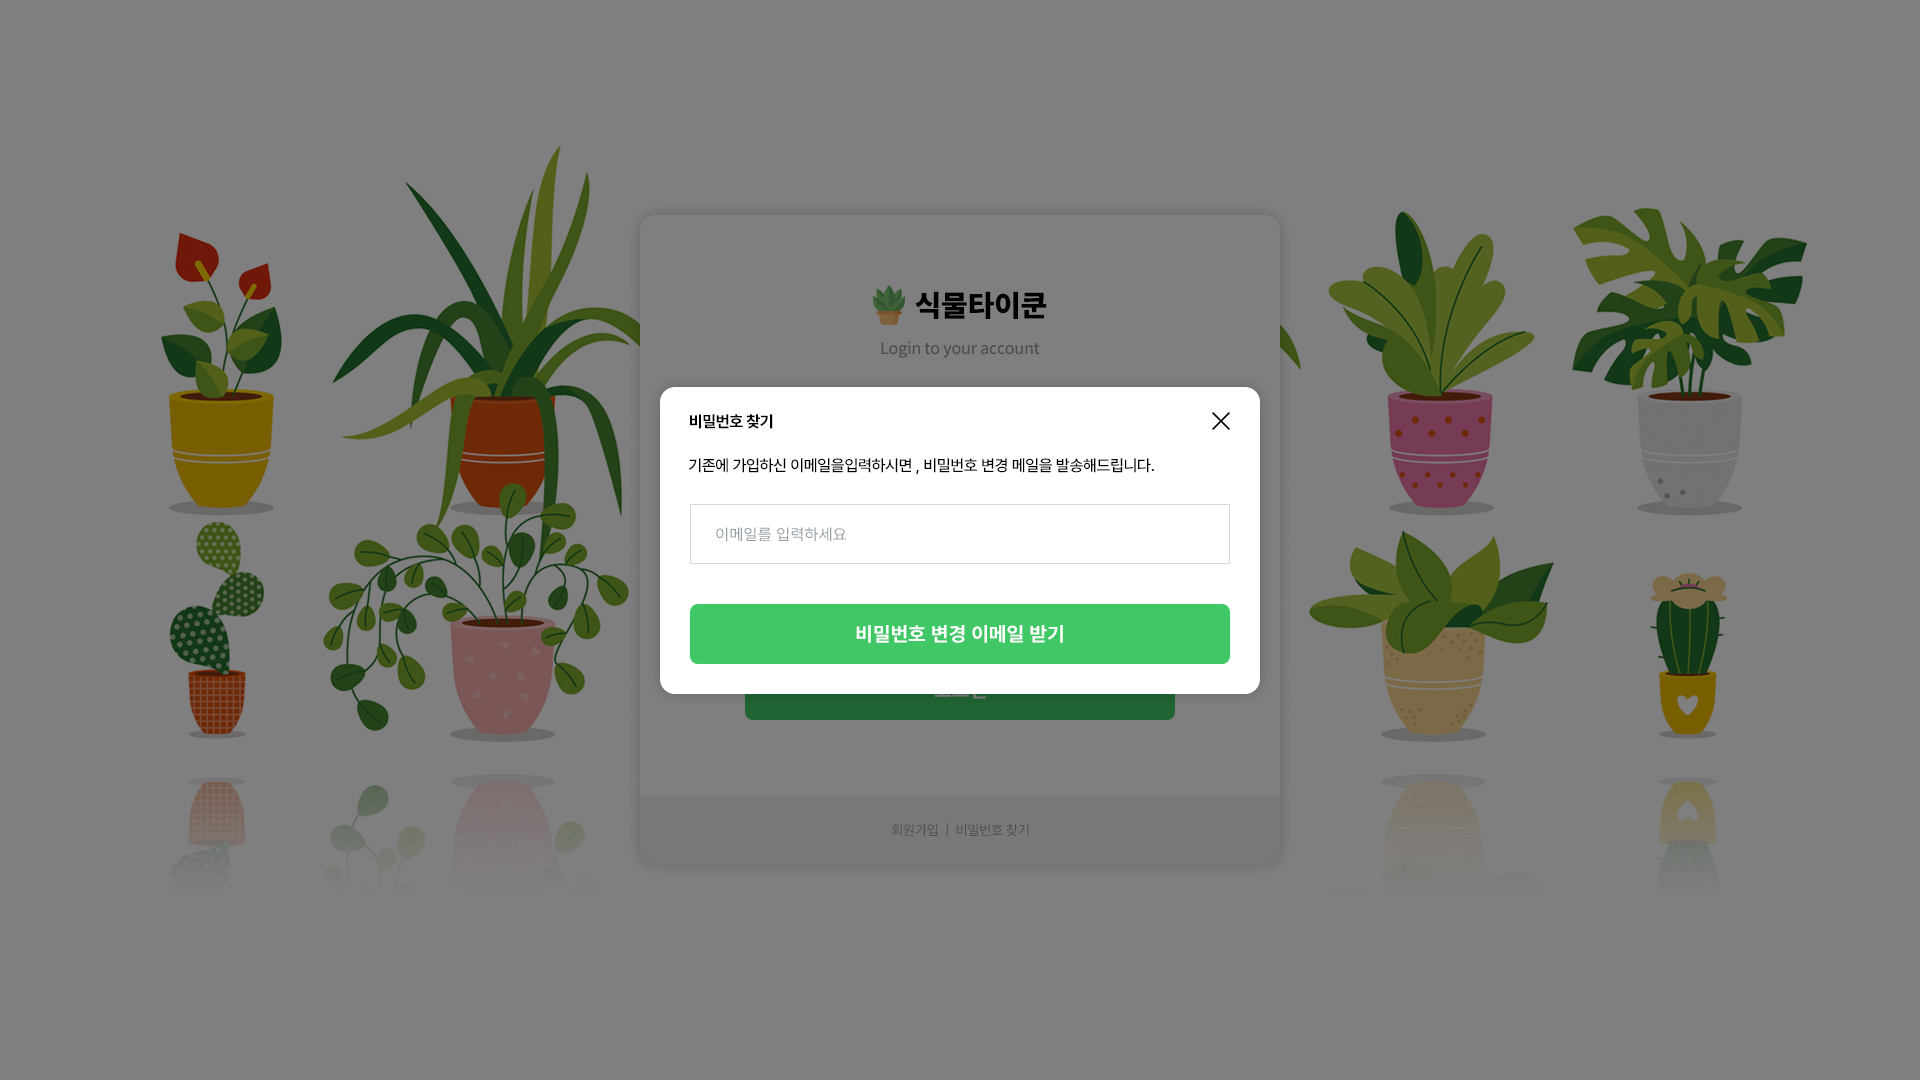 식물타이쿤
Login to your account
비밀번호 찾기
기존에 가입하신 이메일을입력하시면 , 비밀번호 변경 메일을 발송해드립니다.
이메일를 입력하세요
비밀번호 변경 이메일 받기
회원가입 | 비밀번호 찾기